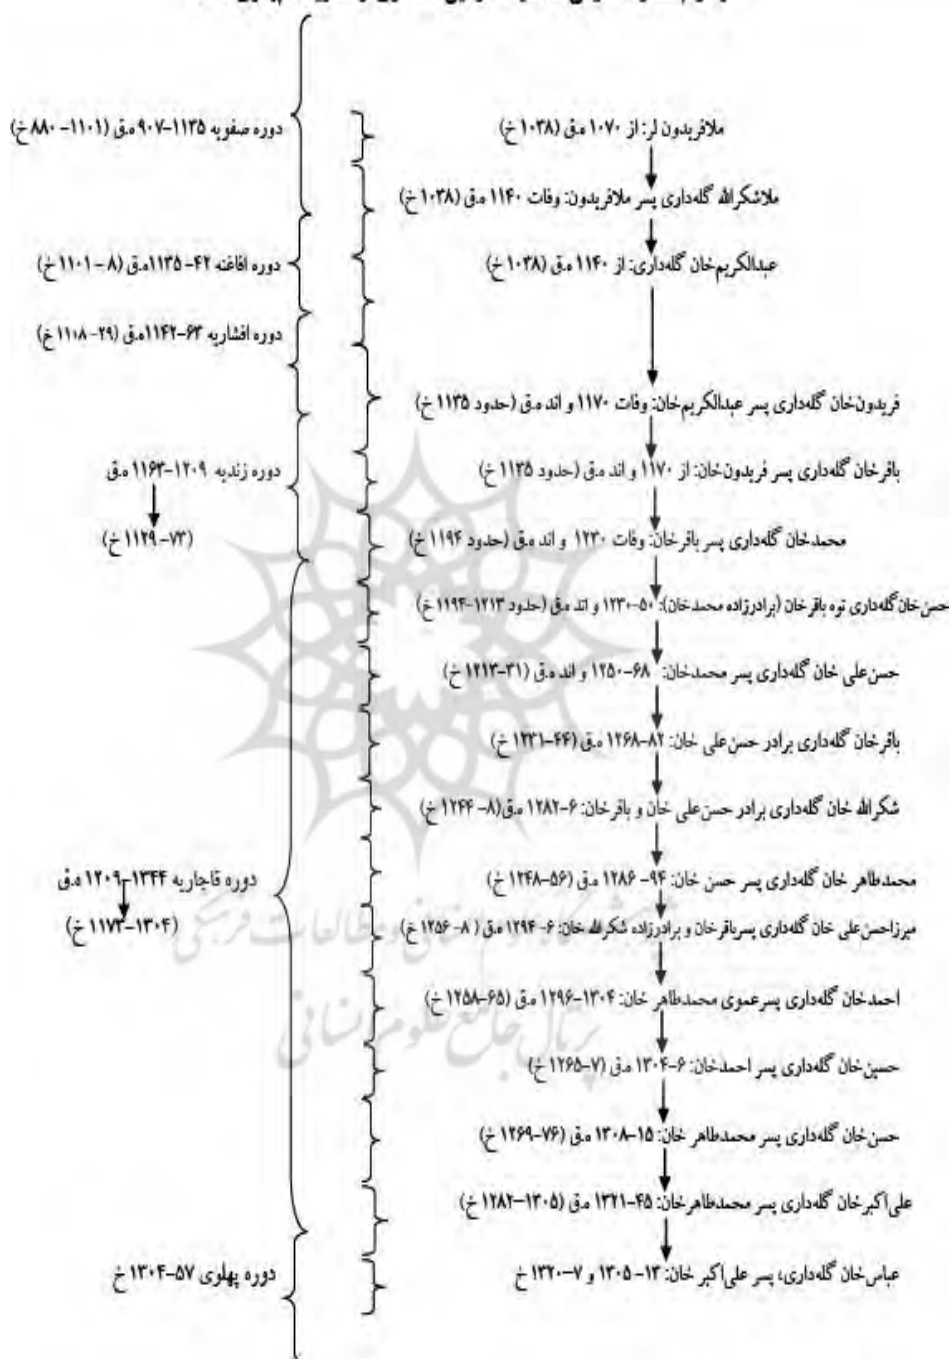 ملافریدون لر: از ۱۰۷۰ ه.ق (۱۰۳۸ خ)
دوره صفویه ۱۱۳۵-۹۰۷ ه.ق (۱۱۰۱-۸۸۰ خ)
ملاشکرالله گله‌داری پسر ملافریدون: وفات ۱۱۴۰ ه.ق (۱۰۳۸ خ)
عبدالکریم‌خان گله‌داری: از ۱۱۴۰ ه.ق (۱۰۳۸ خ)
دوره افاغنه ۴۲-۱۱۳۵ه.ق (۸-۱۱۰۱ خ)
دوره افشاریه ۶۳-۱۱۴۲ه.ق (۲۹-۱۱۰۸ خ)
فریدون‌خان گله‌داری پسر عبدالکریم‌خان: وفات ۱۱۷۰ و اند ه.ق (حدود ۱۱۳۵ خ)
باقرخان گله‌داری پسر فریدون‌خان: از ۱۱۷۰ و اند ه.ق (حدود ۱۱۳۵ خ)
دوره زندیه ۱۲۰۹-۱۱۶۳ ه.ق
(۷۳-۱۱۲۹ خ)
محمدخان گله‌داری پسر باقرخان: وفات ۱۲۳۰ و اند ه.ق (حدود ۱۱۹۴ خ)
حسن‌خان گله‌داری نوه باقرخان (برادرزاده محمدخان): ۵۰-۱۲۳۰ و اند ه.ق (حدود ۱۲۱۳-۱۱۹۴ خ)
حسن‌علی خان گله‌داری پسر محمدخان: ۶۸-۱۲۵۰ و اند ه.ق (۳۱-۱۲۱۳ خ)
باقرخان گله‌داری برادر حسن‌علی خان: ۸۲-۱۲۶۸ ه.ق (۴۴-۱۲۳۱ خ)
شکرالله خان گله‌داری برادر حسن‌علی خان و باقرخان: ۶-۱۲۸۲ ه.ق(۸-۱۲۴۴ خ)
محمدطاهر خان گله‌داری پسر حسن خان: ۹۴-۱۲۸۶ ه.ق (۵۶-۱۲۴۸ خ)
دوره قاجاریه ۱۳۴۴-۱۲۰۹ ه.ق
(۱۳۰۴-۱۱۷۳ خ)
میرزاحسن‌علی خان گله‌داری پسرباقرخان و برادرزاده شکرالله خان: ۶-۱۲۹۴ ه.ق (۸-۱۲۵۶ خ)
احمدخان گله‌داری پسرعموی محمدطاهر خان: ۱۳۰۴-۱۲۹۶ ه.ق (۶۵-۱۲۵۸ خ)
پرتال جامع علوم انسانی
حسین‌خان گله‌داری پسر احمدخان: ۶-۱۳۰۴ ه.ق (۷-۱۲۶۵ خ)
حسن‌خان گله‌داری پسر محمدطاهر خان: ۱۵-۱۳۰۸ ه.ق (۷۶-۱۲۶۹ خ)
علی‌اکبرخان گله‌داری پسر محمدطاهرخان: ۴۵-۱۳۲۱ ه.ق (۱۳۰۵-۱۲۸۲ خ)
عباس‌خان گله‌داری، پسر علی‌اکبر خان: ۱۳-۱۳۰۵ و ۷-۱۳۲۰ خ
دوره پهلوی ۵۷-۱۳۰۴ خ